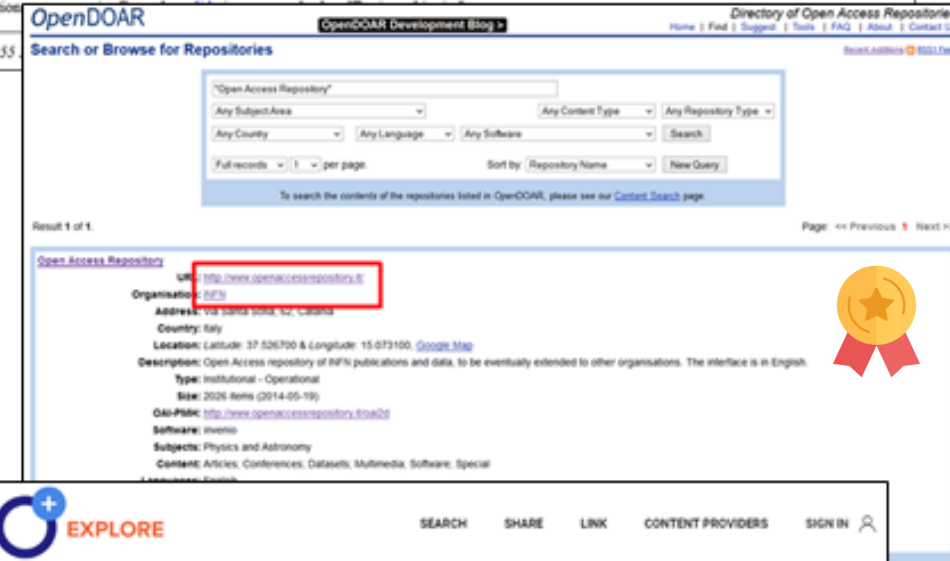 OpenDOAR
OpenDOAR Development Blog >
Directory of Open Access Repositorie
Home | Find | Suggest | Tools | FAQ | About | Contact U
55
Search or Browse for Repositories
Recent Additions
"Open Access Repository"
Any Subject Area Any Content Type Any Repository Type
Any Country Any Language Any Software Search
Full records 1 per page. Sort by: Repository Name New Query
To search the contents of the repositories listed in OpenDOAR, please see our Content Search page.
Result 1 of 1. Page: << Previous 1 Next >
Open Access Repository
URL: http://www.openaccessrepository.it/
Organisation: INFN
Address: Via Santa Sofia, 62, Catania
Country: Italy
Location: Latitude: 37.526700 & Longitude: 15.073100, Google Map
Description: Open Access repository of INFN publications and data, to be eventually extended to other organisations. The interface is in English.
Type: Institutional - Operational
Size: 2026 items (2014-05-19)
OAI-PMH: http://www.openaccessrepository.it/oai2d
Software: Invenio
Subjects: Physics and Astronomy
Content: Articles; Conferences; Datasets; Multimedia; Software; Special
Languages: English
EXPLORE SEARCH SHARE LINK CONTENT PROVIDERS SIGN IN